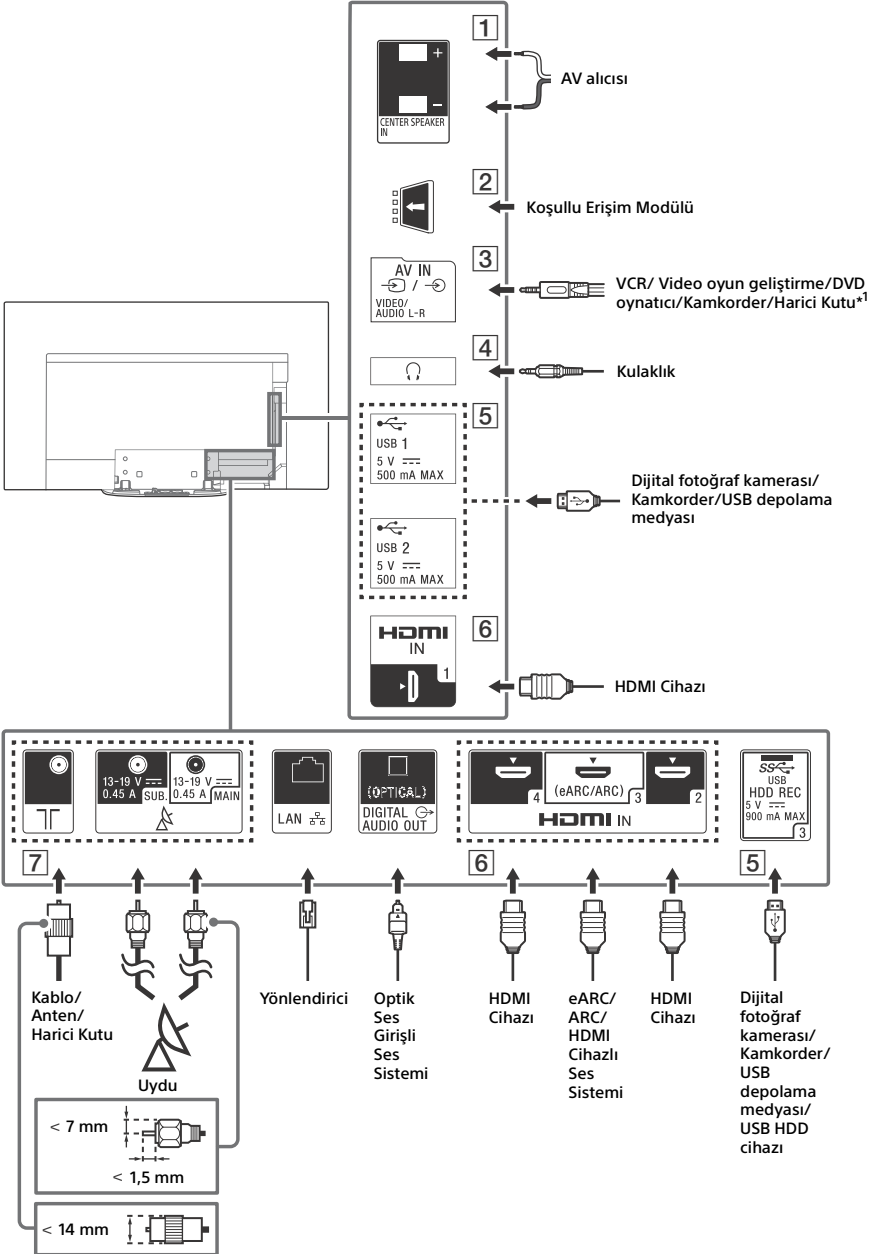 1
+
−
CENTER SPEAKER
IN
AV alıcısı
2
Koşullu Erişim Modülü
3
AV IN
/
VIDEO/
AUDIO L-R
VCR/ Video oyun geliştirme/DVD
oynatıcı/Kamkorder/Harici Kutu*1
4
Kulaklık
5
USB 1
5 V
500 mA MAX
USB 2
5 V
500 mA MAX
Dijital fotoğraf kamerası/
Kamkorder/USB depolama
medyası
6
HDMI
IN
1
HDMI Cihazı
13-19 V
0.45 A SUB.
13-19 V
0.45 A MAIN
LAN
(OPTICAL)
DIGITAL
AUDIO OUT
4
(eARC/ARC) 3
2
HDMI IN
SS
USB
HDD REC
5 V
900 mA MAX
3
7
6
5
Kablo/
Anten/
Harici Kutu
Uydu
Yönlendirici
Optik
Ses
Girişli
Ses
Sistemi
HDMI
Cihazı
eARC/
ARC/
HDMI
Cihazlı
Ses
Sistemi
HDMI
Cihazı
Dijital
fotoğraf
kamerası/
Kamkorder/
USB
depolama
medyası/
USB HDD
cihazı
< 7 mm
< 1,5 mm
< 14 mm